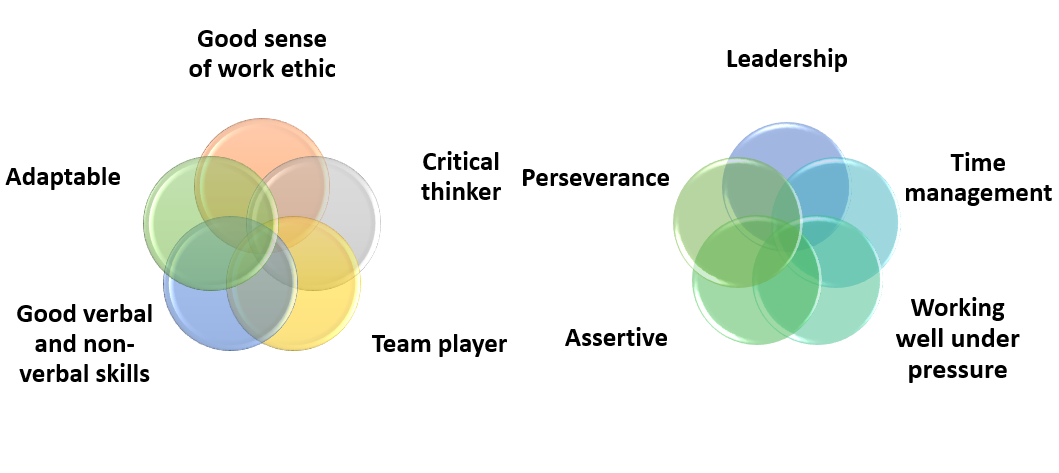 Good sense
of work ethic
Adaptable
Critical
thinker
Good verbal
and non-
verbal skills
Team player
Leadership
Perseverance
Time
management
Assertive
Working
well under
pressure